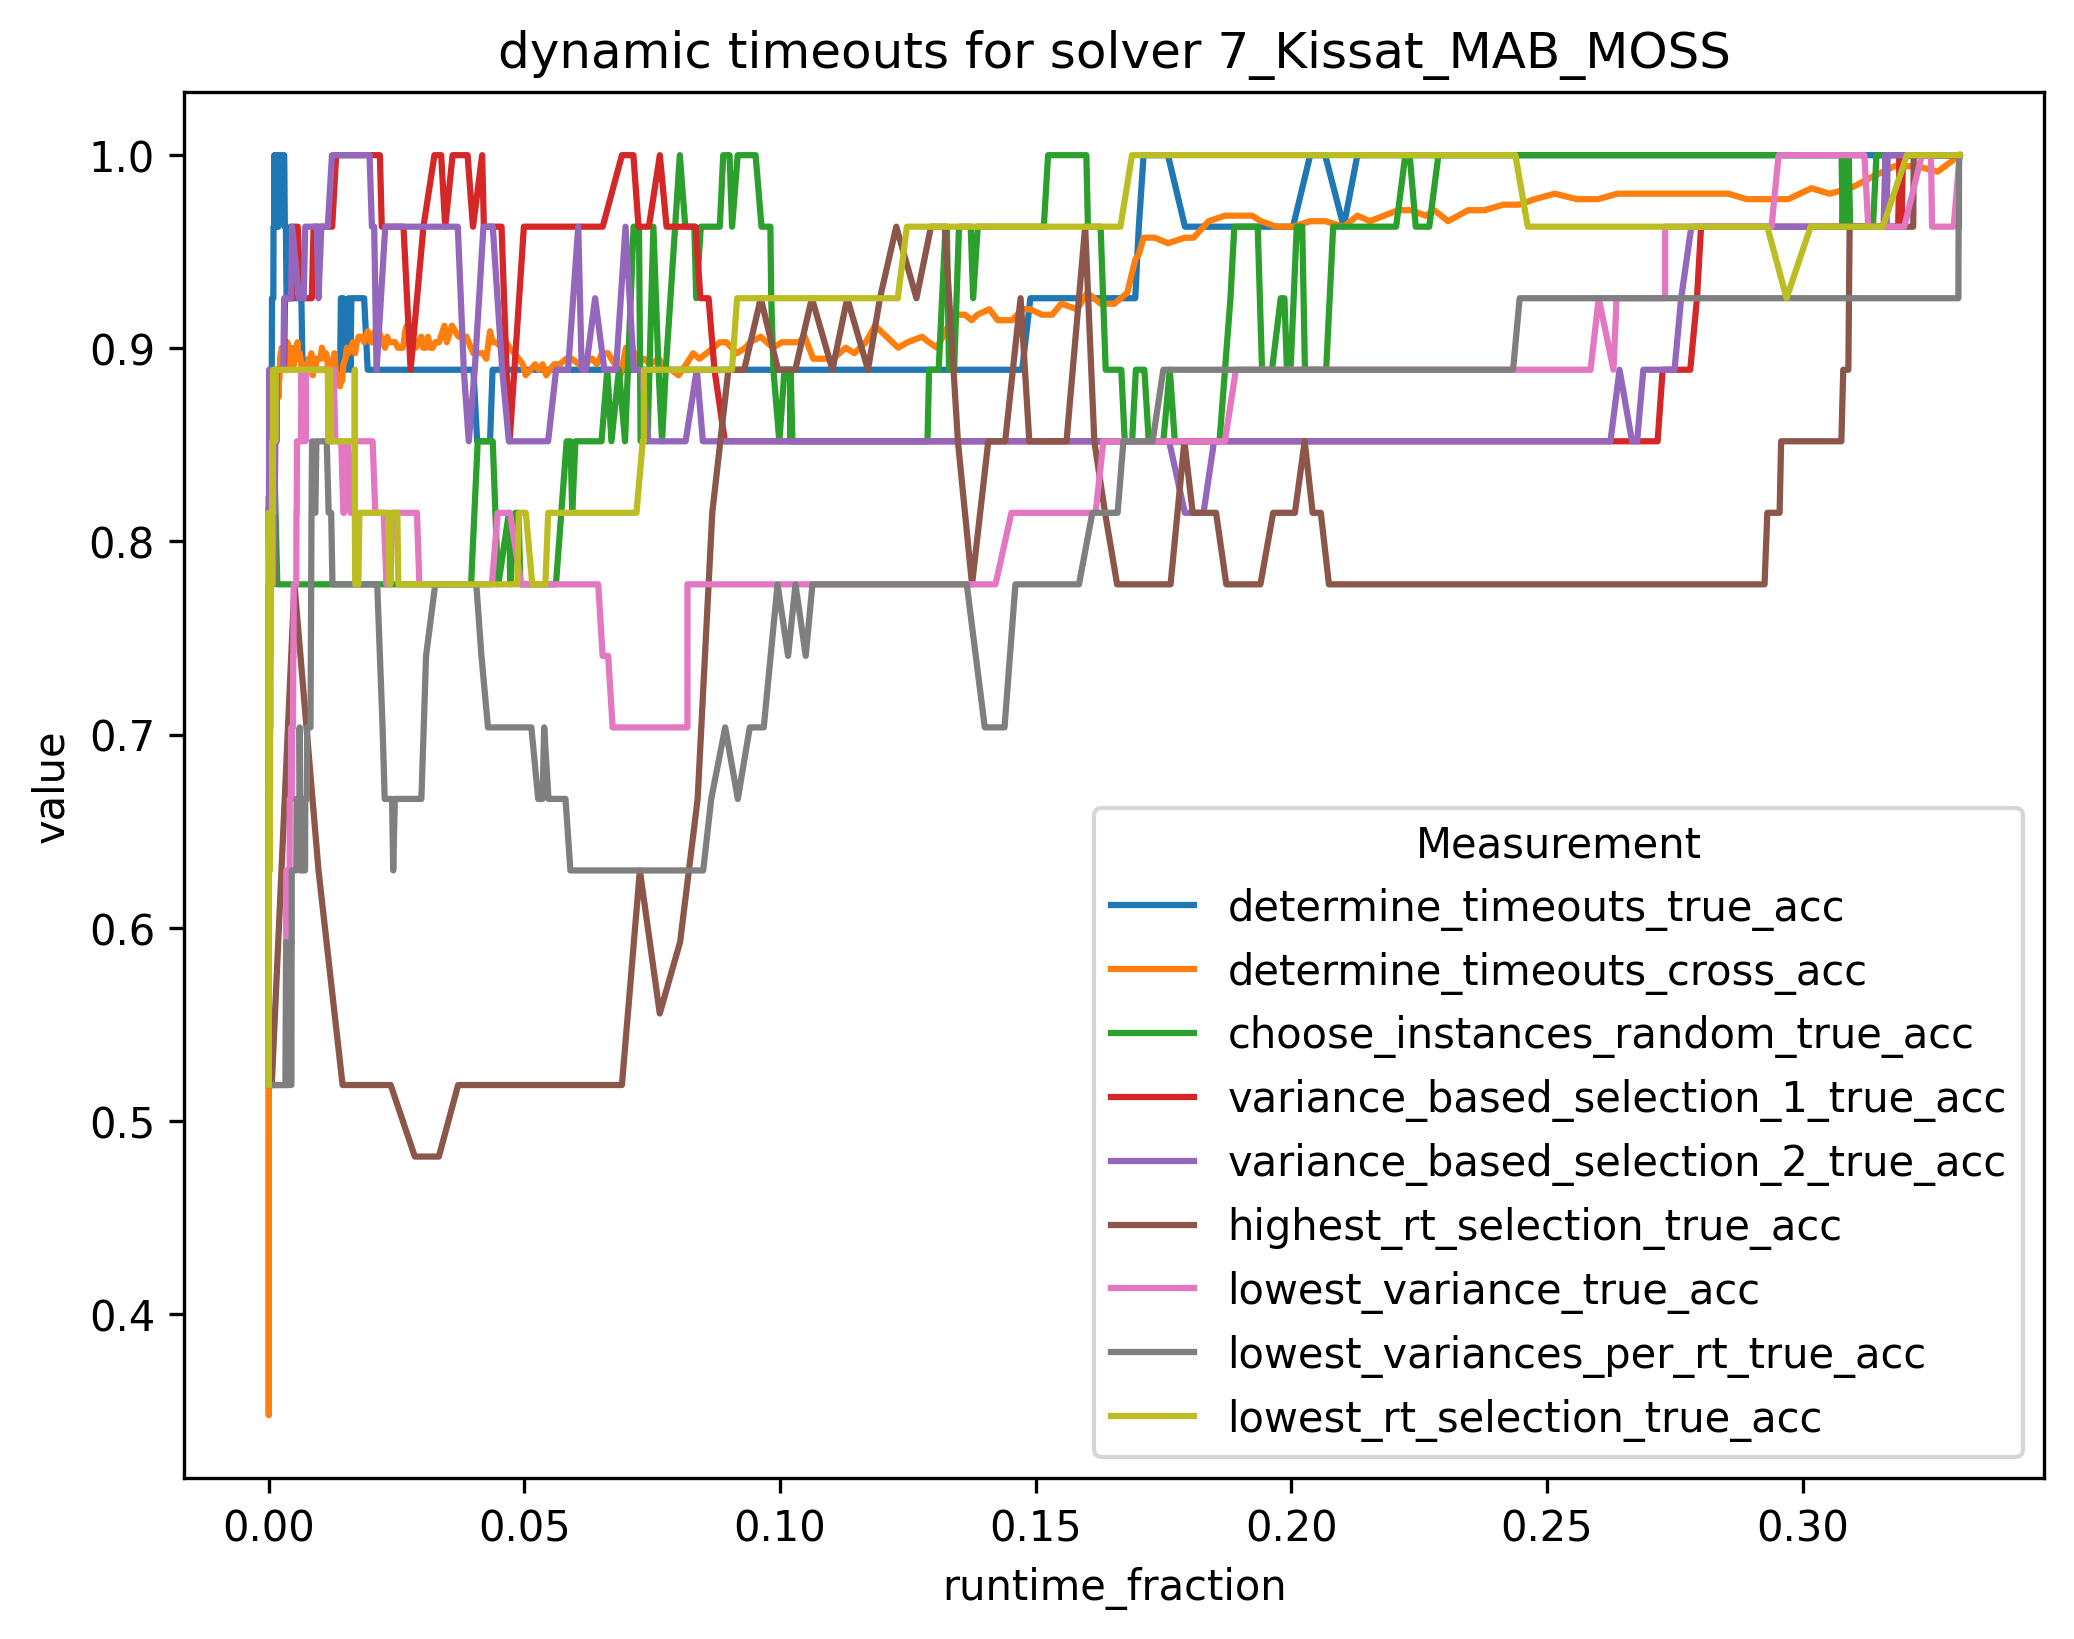 dynamic timeouts for solver 7_Kissat_MAB_MOSS
1.0
0.9
0.8
0.7
0.6
0.5
0.4
value
0.00 0.05 0.10 0.15 0.20 0.25 0.30
runtime_fraction
Measurement
determine_timeouts_true_acc
determine_timeouts_cross_acc
choose_instances_random_true_acc
variance_based_selection_1_true_acc
variance_based_selection_2_true_acc
highest_rt_selection_true_acc
lowest_variance_true_acc
lowest_variances_per_rt_true_acc
lowest_rt_selection_true_acc